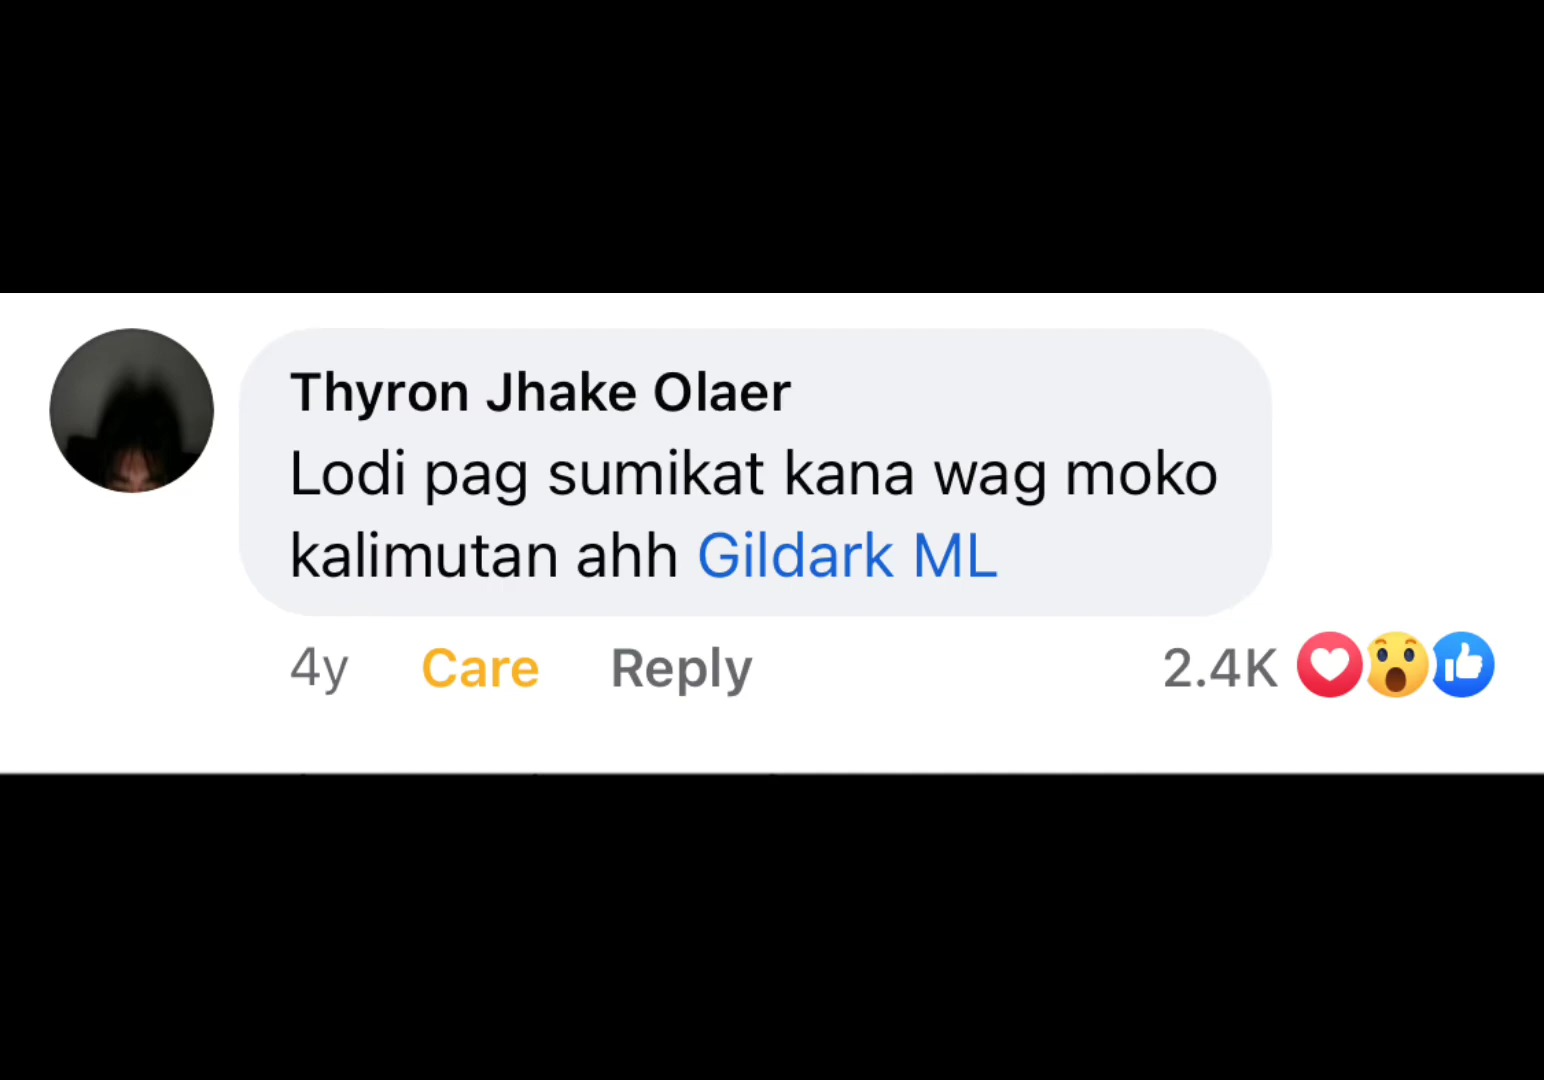 Thyron Jhake Olaer
Lodi pag sumikat kana wag moko
kalimutan ahh Gildark ML
4y Care Reply 2.4K